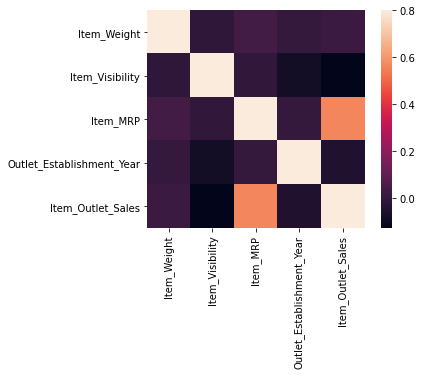 Item_Weight
Item_Visibility
Item_MRP
Outlet_Establishment_Year
Item_Outlet_Sales
Item_Weight
Item_Visibility
Item_MRP
Outlet_Establishment_Year
Item_Outlet_Sales
0.8
0.6
0.4
0.2
0.0